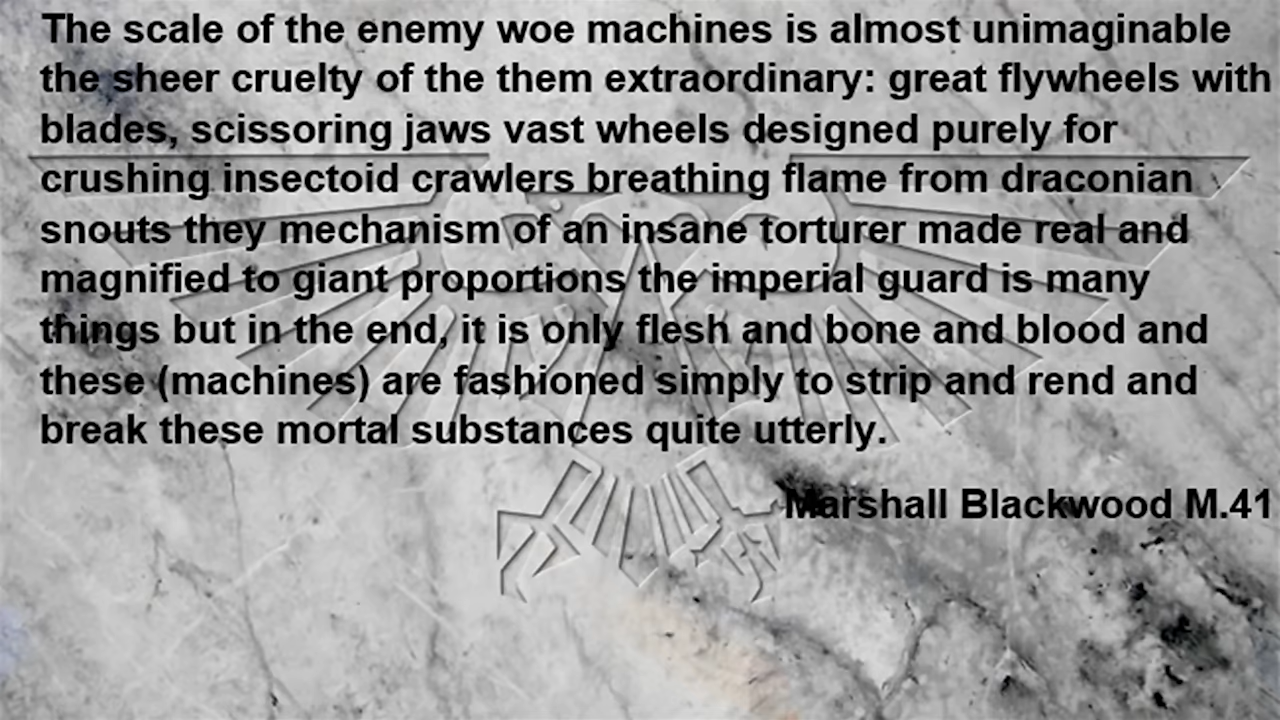 The scale of the enemy woe machines is almost unimaginable
the sheer cruelty of the them extraordinary: great flywheels with
blades, scissoring jaws vast wheels designed purely for
crushing insectoid crawlers breathing flame from draconian
snouts they mechanism of an insane torturer made real and
magnified to giant proportions the imperial guard is many
things but in the end, it is only flesh and bone and blood and
these (machines) are fashioned simply to strip and rend and
break these mortal substances quite utterly.
Marshall Blackwood M.41